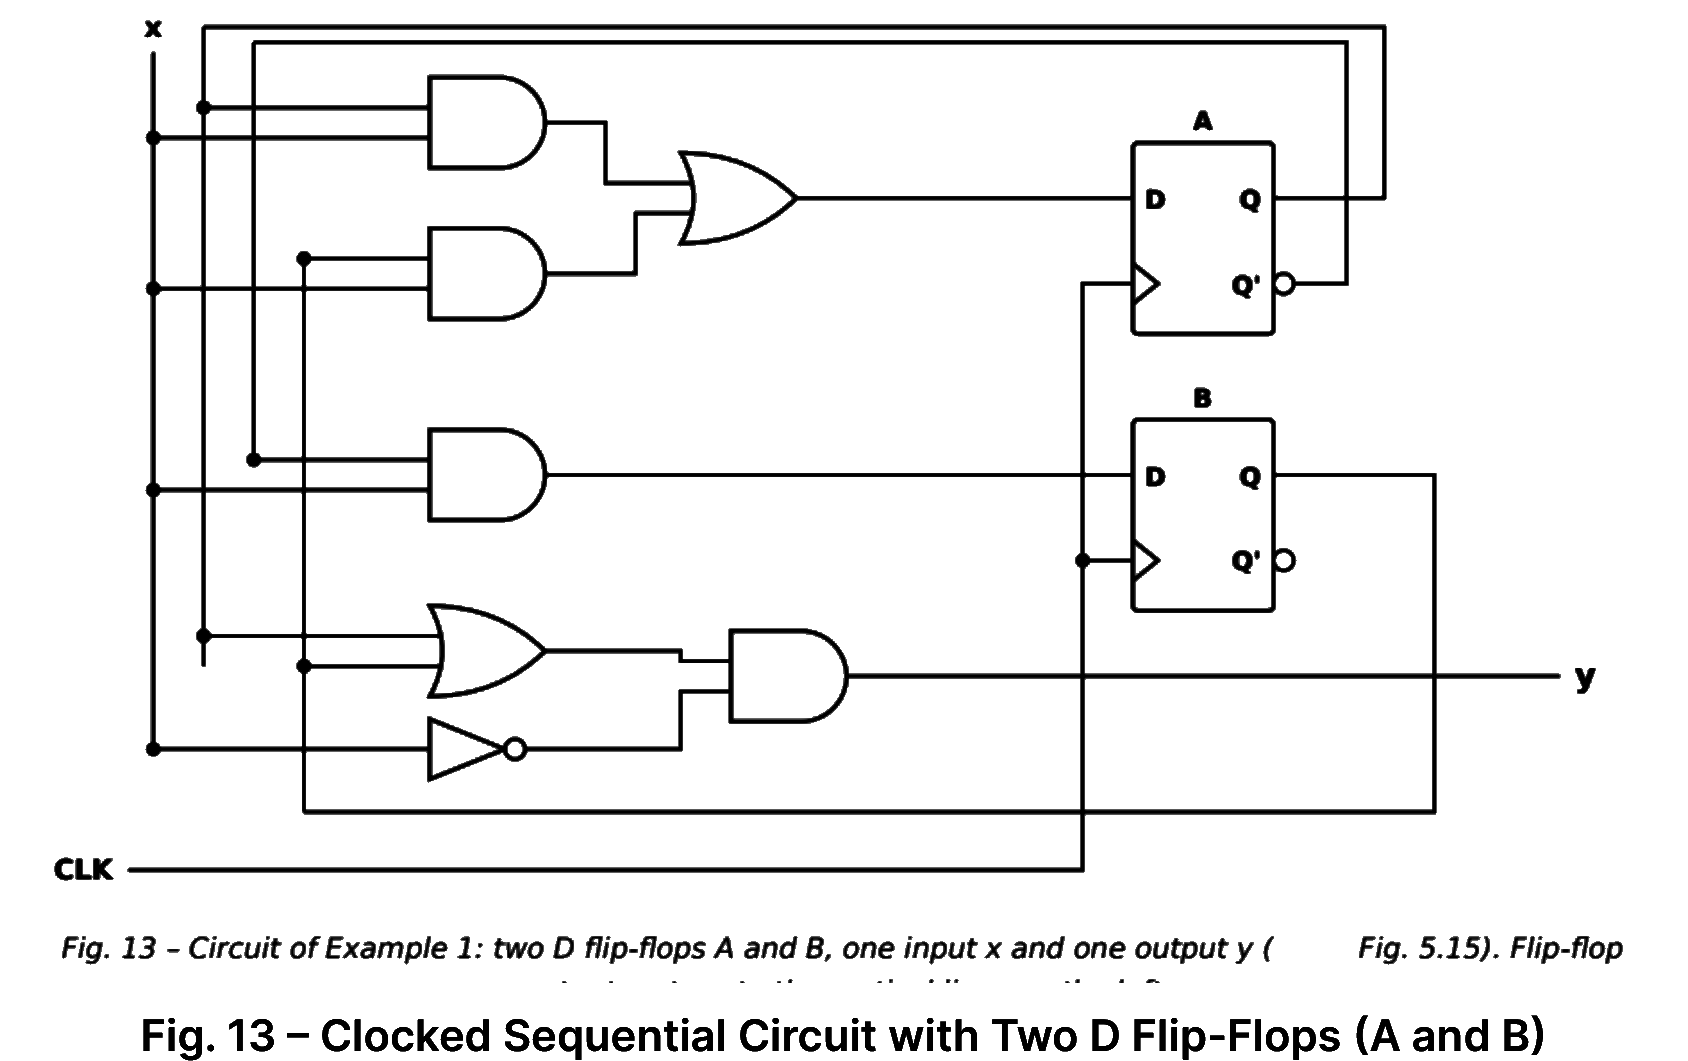 x
A
D
Q
Q'
B
D
Q
Q'
y
CLK
Fig. 13 – Circuit of Example 1: two D flip-flops A and B, one input x and one output y ( Fig. 5.15). Flip-flop
Fig. 13 – Clocked Sequential Circuit with Two D Flip-Flops (A and B)